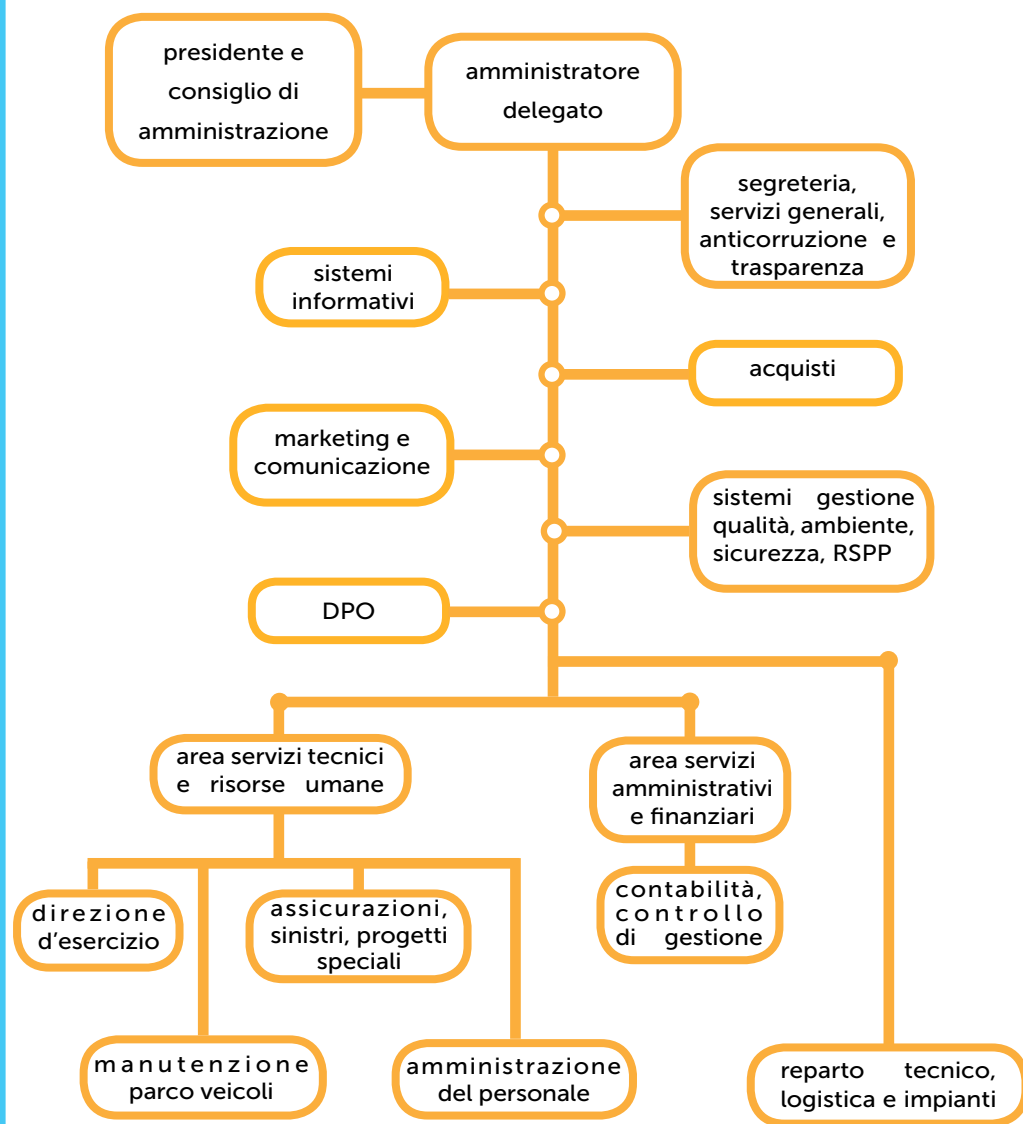 presidente e
consiglio di
amministrazione
amministratore
delegato
segreteria,
servizi generali,
anticorruzione e
trasparenza
sistemi
informativi
acquisti
marketing e
comunicazione
sistemi gestione
qualità, ambiente,
sicurezza, RSPP
DPO
area servizi tecnici
e risorse umane
area servizi
amministrativi
e finanziari
direzione
d'esercizio
assicurazioni,
sinistri, progetti
speciali
contabilità,
controllo
di gestione
manutenzione
parco veicoli
amministrazione
del personale
reparto tecnico,
logistica e impianti